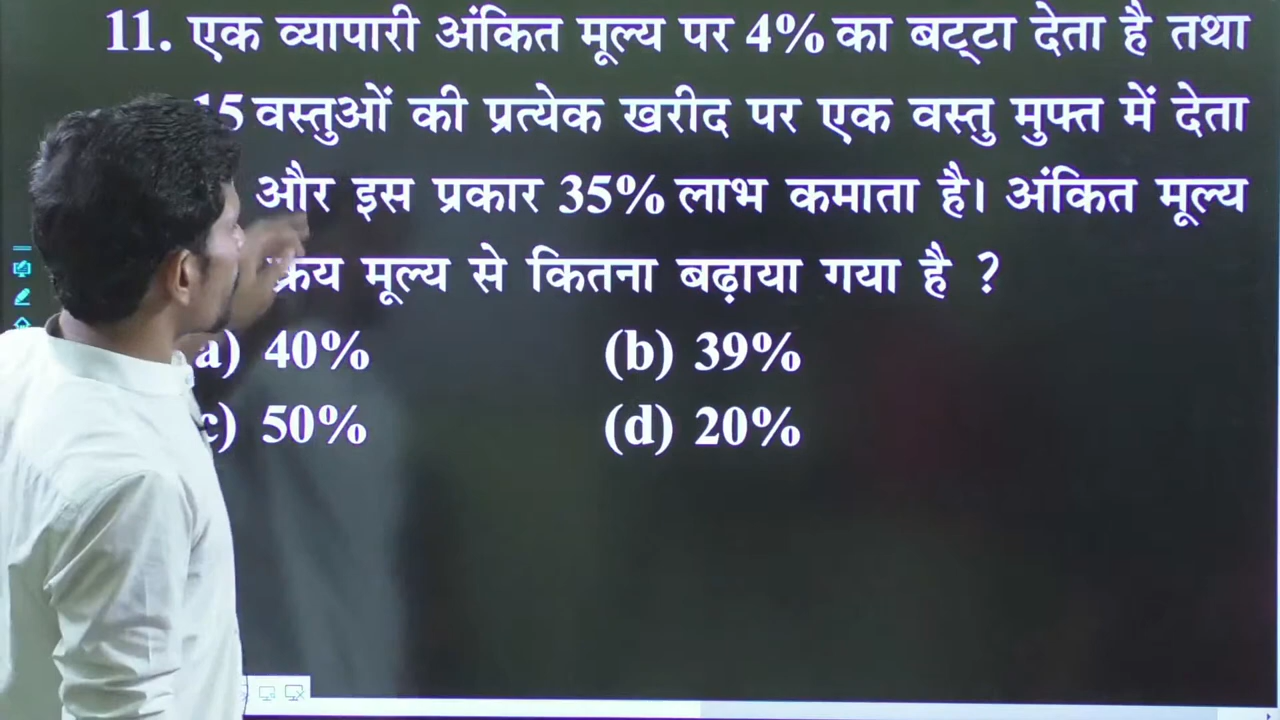 11. एक व्यापारी अंकित मूल्य पर 4% का बट्टा देता है तथा
15 वस्तुओं की प्रत्येक खरीद पर एक वस्तु मुफ्त में देता
और इस प्रकार 35% लाभ कमाता है। अंकित मूल्य
क्रय मूल्य से कितना बढ़ाया गया है ?
a) 40% (b) 39%
c) 50% (d) 20%